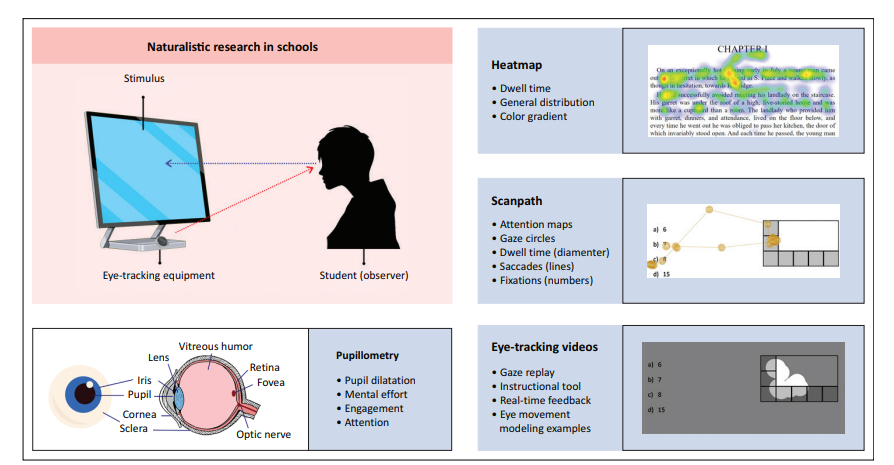 Naturalistic research in schools
Stimulus
Eye-tracking equipment
Student (observer)
Heatmap
• Dwell time
• General distribution
• Color gradient
CHAPTER I
On an exceptionally hot evening early in July a young man came
out garret in which at S. Place and walked slowly, as
though in hesitation, towards bridge.
successfully avoided meeting his landlady on the staircase.
His garret was under the roof of a high, five-storied house and was
more like a cupboard than a room. The landlady who provided him
with garret, dinners, and attendance, lived on the floor below, and
every time he went out he was obliged to pass her kitchen, the door of
which invariably stood open. And each time he passed, the young man
Scanpath
• Attention maps
• Gaze circles
• Dwell time (diamenter)
• Saccades (lines)
• Fixations (numbers)
a) 6
b) 7
c) 8
d) 15
Vitreous humor
Lens
Retina
Iris
Fovea
Pupil
Cornea
Sclera
Optic nerve
Pupillometry
• Pupil dilatation
• Mental effort
• Engagement
• Attention
Eye-tracking videos
• Gaze replay
• Instructional tool
• Real-time feedback
• Eye movement
modeling examples
a) 6
b) 7
c) 8
d) 15